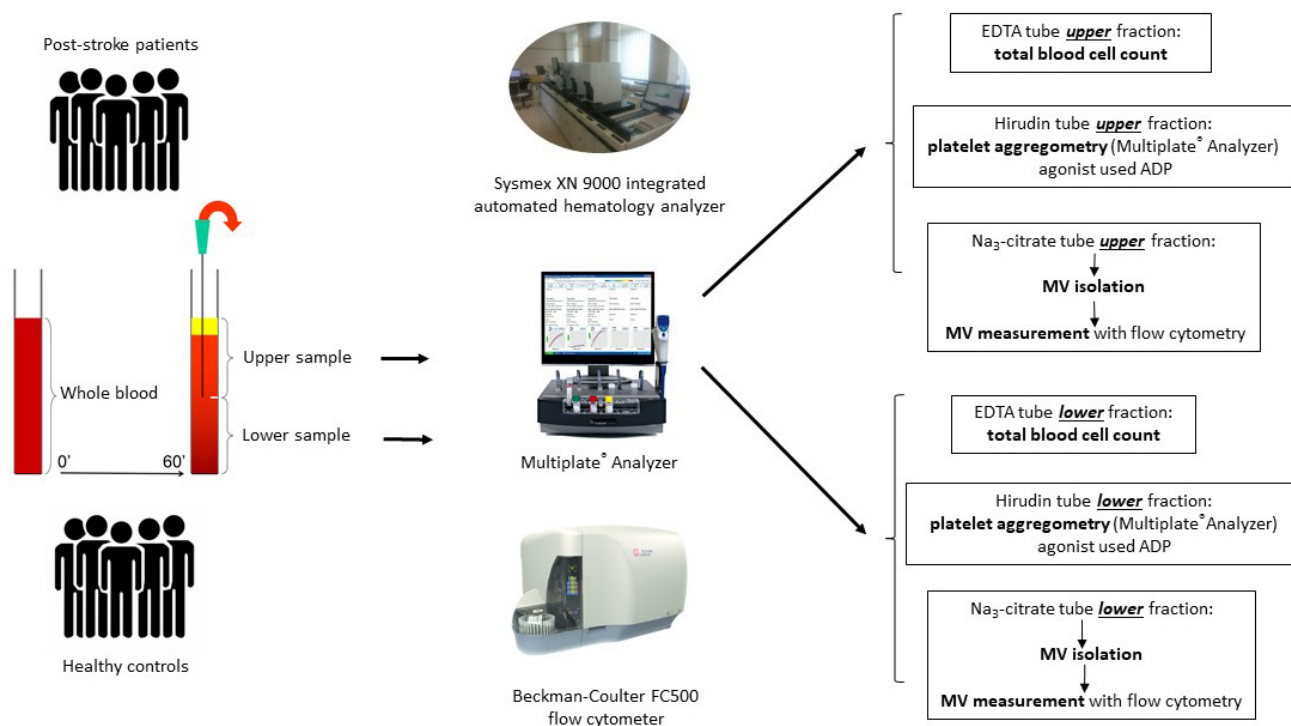 Post-stroke patients
0'
60'
Whole blood
Upper sample
Lower sample
Healthy controls
Sysmex XN 9000 integrated
automated hematology analyzer
Multiplate® Analyzer
Beckman-Coulter FC500
flow cytometer
EDTA tube upper fraction:
total blood cell count
Hirudin tube upper fraction:
platelet aggregometry (Multiplate® Analyzer)
agonist used ADP
Na₃-citrate tube upper fraction:
MV isolation
MV measurement with flow cytometry
EDTA tube lower fraction:
total blood cell count
Hirudin tube lower fraction:
platelet aggregometry (Multiplate®Analyzer)
agonist used ADP
Na₃-citrate tube lower fraction:
MV isolation
MV measurement with flow cytometry